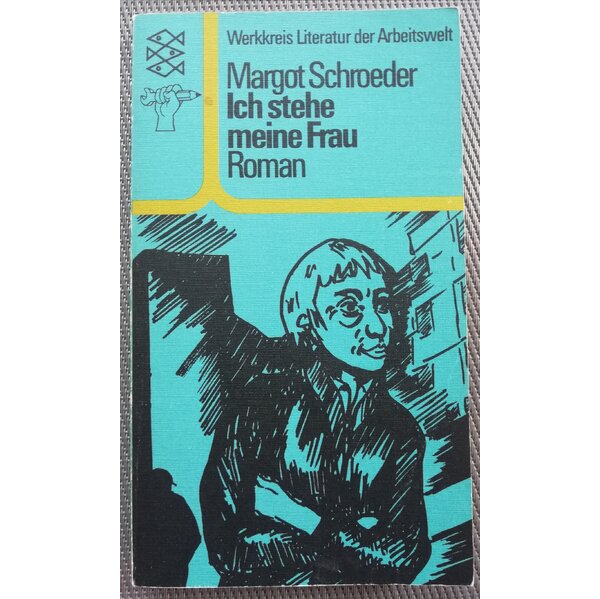 Werkkreis Literatur der Arbeitswelt
Margot Schroeder
Ich stehe
meine Frau
Roman